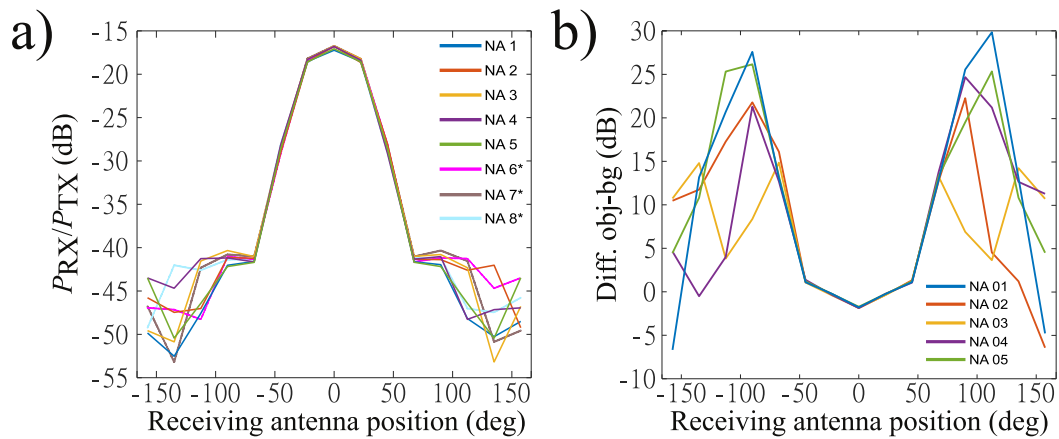 a)
-15
-20
-25
-30
-35
-40
-45
-50
-55
PRX/PTX (dB)
-150 -100 -50 0 50 100 150
Receiving antenna position (deg)
NA 1
NA 2
NA 3
NA 4
NA 5
NA 6*
NA 7*
NA 8*
b)
30
25
20
15
10
5
0
-5
-10
Diff. obj-bg (dB)
-150 -100 -50 0 50 100 150
Receiving antenna position (deg)
NA 01
NA 02
NA 03
NA 04
NA 05